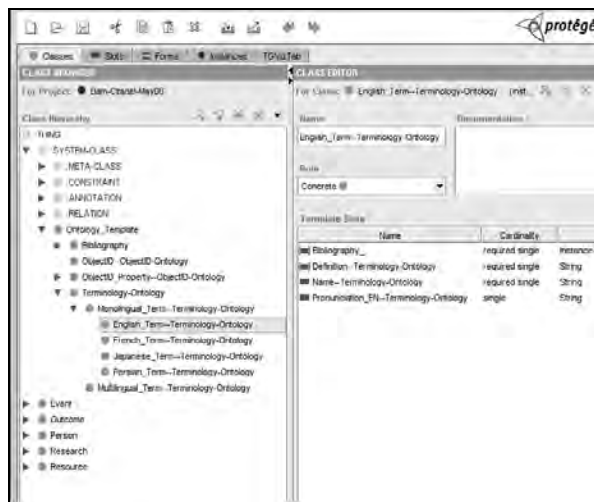 protégé
Classes Slots Forms Instances TGVizTab
CLASS BROWSER
CLASS EDITOR
For Project:
For Class: English_Term--Terminology-Ontology (inst...
Class Hierarchy
Name
Documentation
:THING
English_Term--Terminology-Ontology
:SYSTEM-CLASS
:META-CLASS
Role
:CONSTRAINT
Concrete
:ANNOTATION
:RELATION
Template Slots
Ontology_Template
Name Cardinality
Bibliography
Bibliography_ required single Instance
ObjectID--ObjectID-Ontology
Definition--Terminology-Ontology required single String
ObjectID_Property--ObjectID-Ontology
Name--Terminology-Ontology required single String
Terminology-Ontology
Pronunciation_EN--Terminology-Ontology single String
Monolingual_Term--Terminology-Ontology
English_Term--Terminology-Ontology
French_Term--Terminology-Ontology
Japanese_Term--Terminology-Ontology
Persian_Term--Terminology-Ontology
Multilingual_Term--Terminology-Ontology
Event
Outcome
Person
Research
Resource